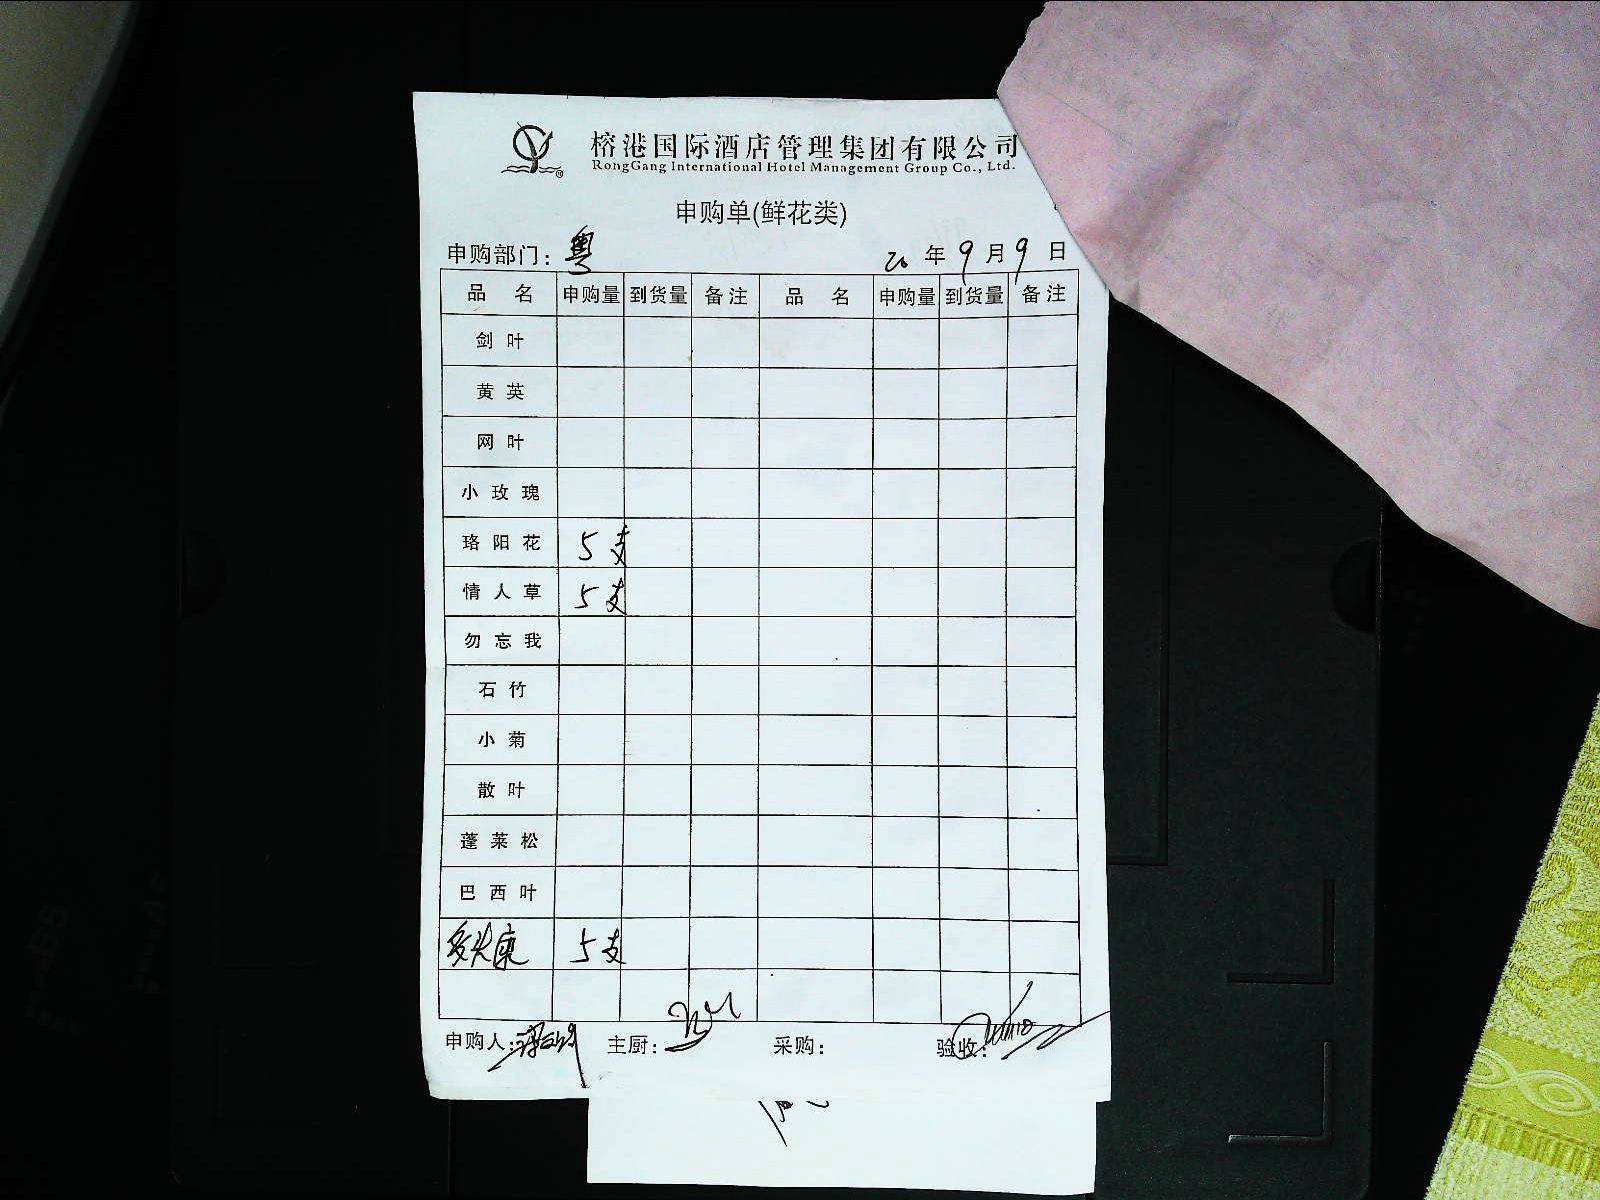 榕港国际酒店管理集团有限公司
RongGang International Hotel Management Group Co., Ltd.
申购单(鲜花类)
申购部门: 粤 20 年 9 月 9 日
品 名 申购量 到货量 备注 品 名 申购量 到货量 备注
剑叶
黄英
网叶
小玫瑰
珞阳花 5支
情人草 5支
勿忘我
石竹
小菊
散叶
蓬莱松
巴西叶
多头康 5支
申购人: 主厨: 采购: 验收: